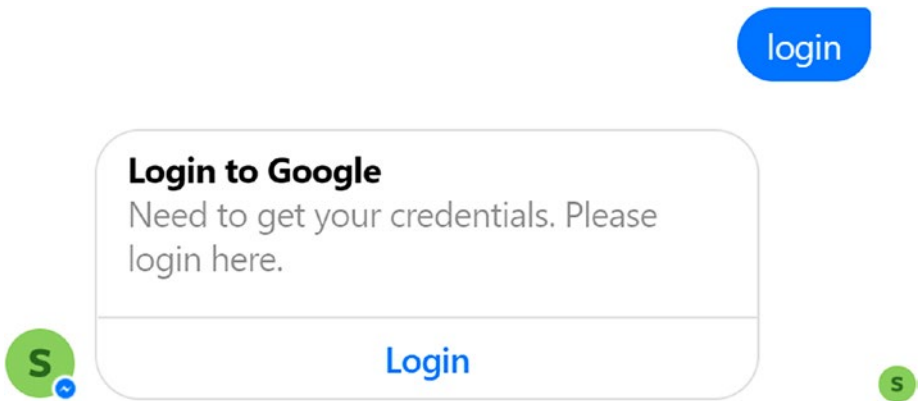 login
Login to Google
Need to get your credentials. Please
login here.
Login
S
S